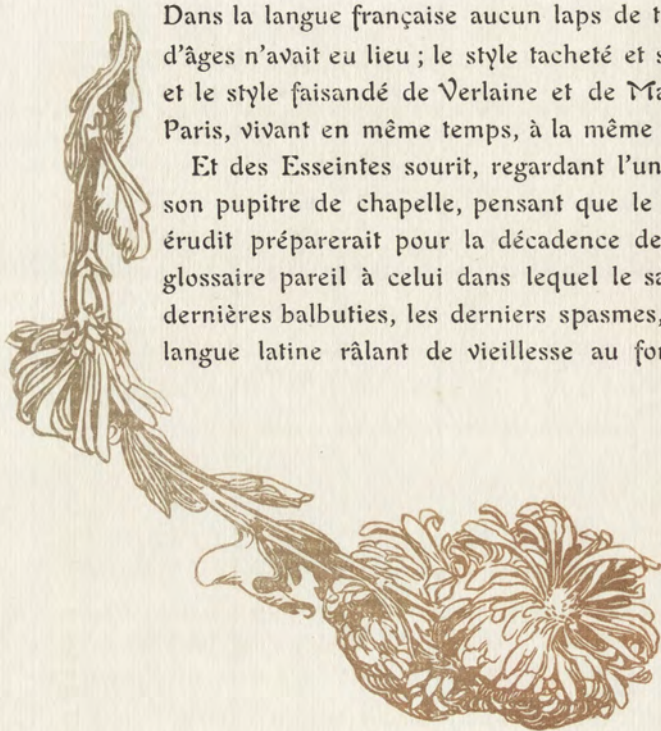 Dans la langue française aucun laps de
d'âges n'avait eu lieu ; le style tacheté et
et le style faisandé de Verlaine et de
Paris, vivant en même temps, à la même
Et des Esseintes sourit, regardant l'un
son pupitre de chapelle, pensant que le
érudit préparerait pour la décadence de
glossaire pareil à celui dans lequel le
dernières balbuties, les derniers spasmes,
langue latine râlant de vieillesse au